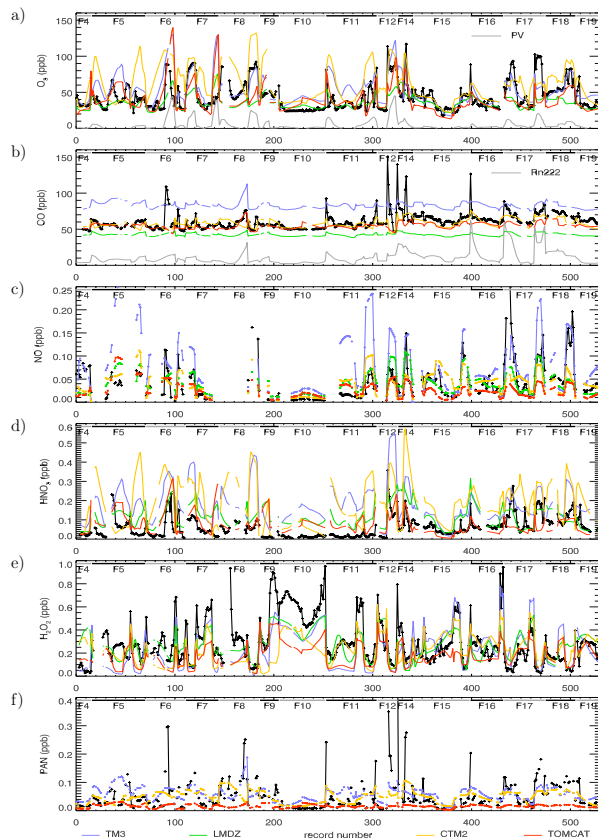 a)
F4 F5 F6 F7 F8 F9 F10 F11 F12 F14 F15 F16 F17 F18 F19
PV
O₃ (ppb)
150
100
50
0
0 100 200 300 400 500
b)
F4 F5 F6 F7 F8 F9 F10 F11 F12 F14 F15 F16 F17 F18 F19
Rn222
CO (ppb)
150
100
50
0
0 100 200 300 400 500
c)
F4 F5 F6 F7 F8 F9 F10 F11 F12 F14 F15 F16 F17 F18 F19
NO (ppb)
0.25
0.20
0.15
0.10
0.05
0.00
0 100 200 300 400 500
d)
F4 F5 F6 F7 F8 F9 F10 F11 F12 F14 F15 F16 F17 F18 F19
HNO₃ (ppb)
0.6
0.5
0.4
0.3
0.2
0.1
0.0
0 100 200 300 400 500
e)
F4 F5 F6 F7 F8 F9 F10 F11 F12 F14 F15 F16 F17 F18 F19
H₂O₂ (ppb)
1.0
0.8
0.6
0.4
0.2
0.0
0 100 200 300 400 500
f)
F4 F5 F6 F7 F8 F9 F10 F11 F12 F14 F15 F16 F17 F18 F19
PAN (ppb)
0.4
0.3
0.2
0.1
0.0
0 100 200 300 400 500
TM3 LMDZ record number CTM2 TOMCAT